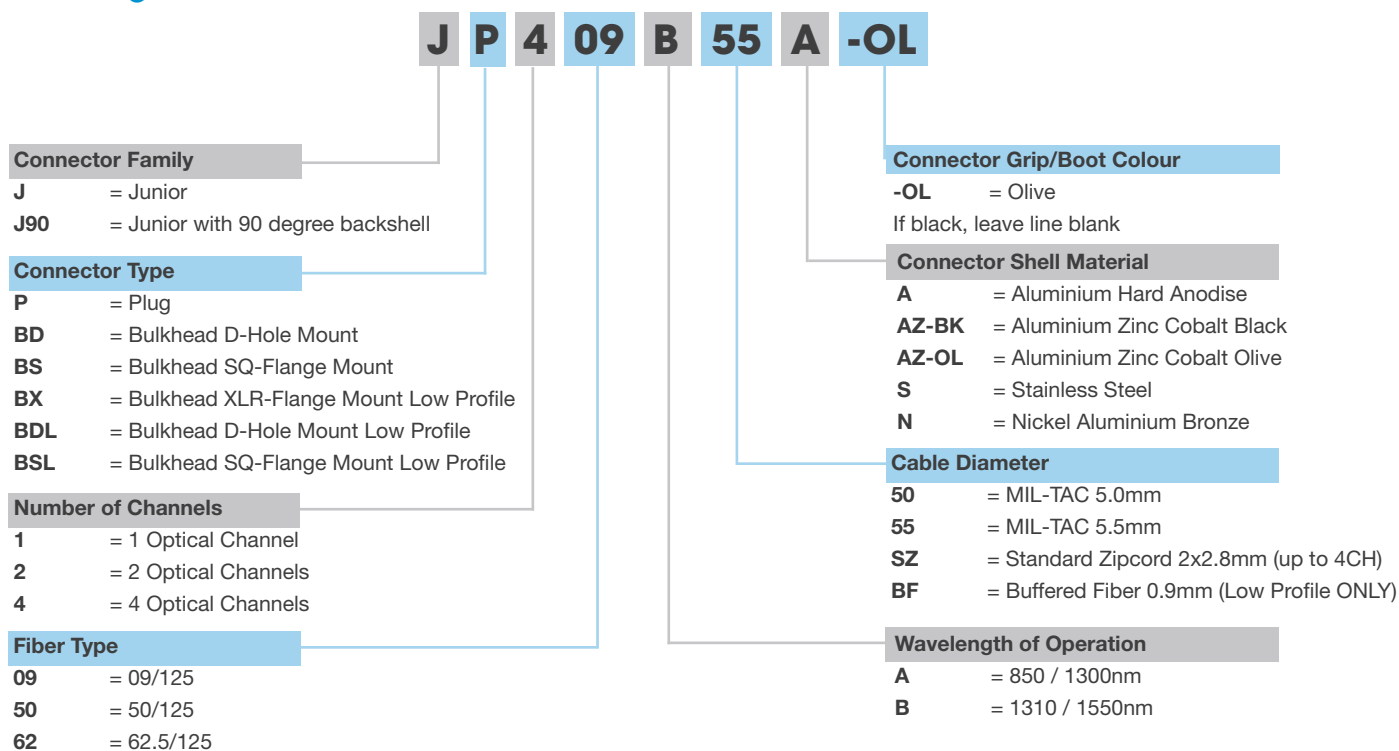 J P 4 09 B 55 A -OL
Connector Family
J = Junior
J90 = Junior with 90 degree backshell
Connector Type
P = Plug
BD = Bulkhead D-Hole Mount
BS = Bulkhead SQ-Flange Mount
BX = Bulkhead XLR-Flange Mount Low Profile
BDL = Bulkhead D-Hole Mount Low Profile
BSL = Bulkhead SQ-Flange Mount Low Profile
Number of Channels
1 = 1 Optical Channel
2 = 2 Optical Channels
4 = 4 Optical Channels
Fiber Type
09 = 09/125
50 = 50/125
62 = 62.5/125
Connector Grip/Boot Colour
-OL = Olive
If black, leave line blank
Connector Shell Material
A = Aluminium Hard Anodise
AZ-BK = Aluminium Zinc Cobalt Black
AZ-OL = Aluminium Zinc Cobalt Olive
S = Stainless Steel
N = Nickel Aluminium Bronze
Cable Diameter
50 = MIL-TAC 5.0mm
55 = MIL-TAC 5.5mm
SZ = Standard Zipcord 2x2.8mm (up to 4CH)
BF = Buffered Fiber 0.9mm (Low Profile ONLY)
Wavelength of Operation
A = 850 / 1300nm
B = 1310 / 1550nm